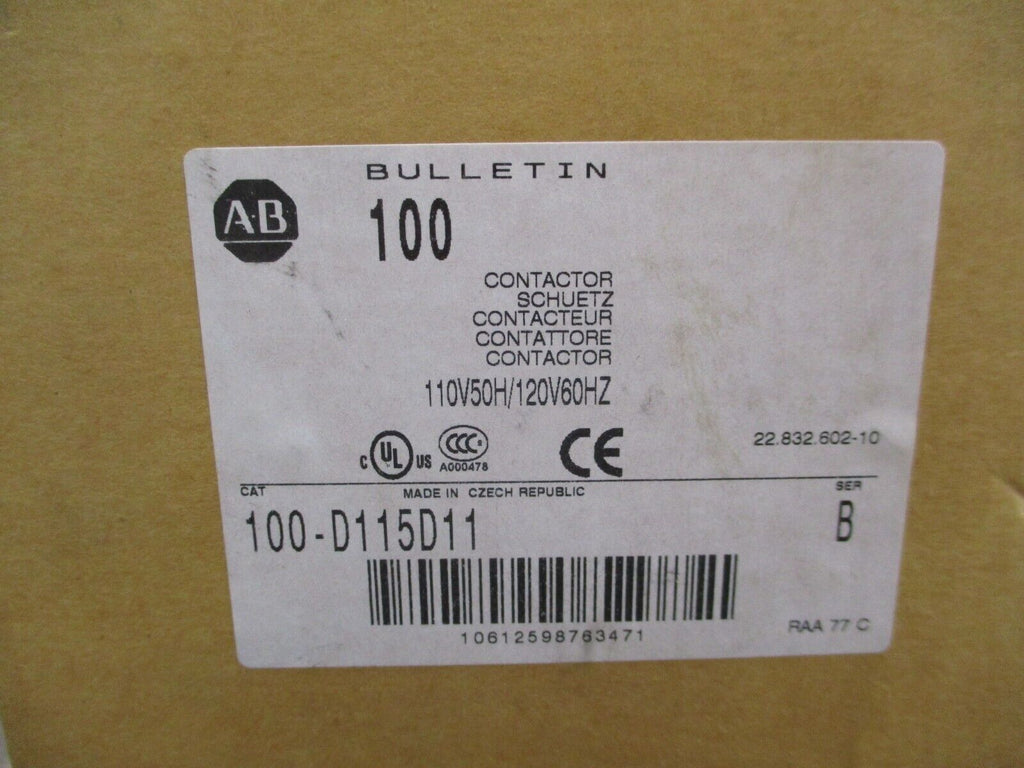 BULLETIN
A·B
100
CONTACTOR
SCHUETZ
CONTACTEUR
CONTATTORE
CONTACTOR
110V50H/120V60HZ
C UL US
CCC
A000478
CE
22.832.602-10
CAT
MADE IN CZECH REPUBLIC
SER
100-D115D11
B
10612598763471
RAA 77 C